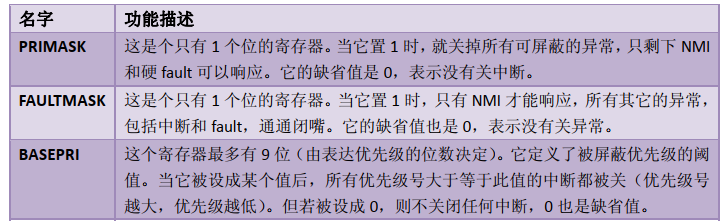 名字 功能描述
PRIMASK 这是个只有 1 个位的寄存器。当它置 1 时，就关掉所有可屏蔽的异常，只剩下 NMI
和硬 fault 可以响应。它的缺省值是 0，表示没有关中断。
FAULTMASK 这是个只有 1 个位的寄存器。当它置 1 时，只有 NMI 才能响应，所有其它的异常，
包括中断和 fault，通通闭嘴。它的缺省值也是 0，表示没有关异常。
BASEPRI 这个寄存器最多有 9 位（由表达优先级的位数决定）。它定义了被屏蔽优先级的阈
值。当它被设成某个值后，所有优先级号大于等于此值的中断都被关（优先级号
越大，优先级越低）。但若被设成 0，则不关闭任何中断，0 也是缺省值。